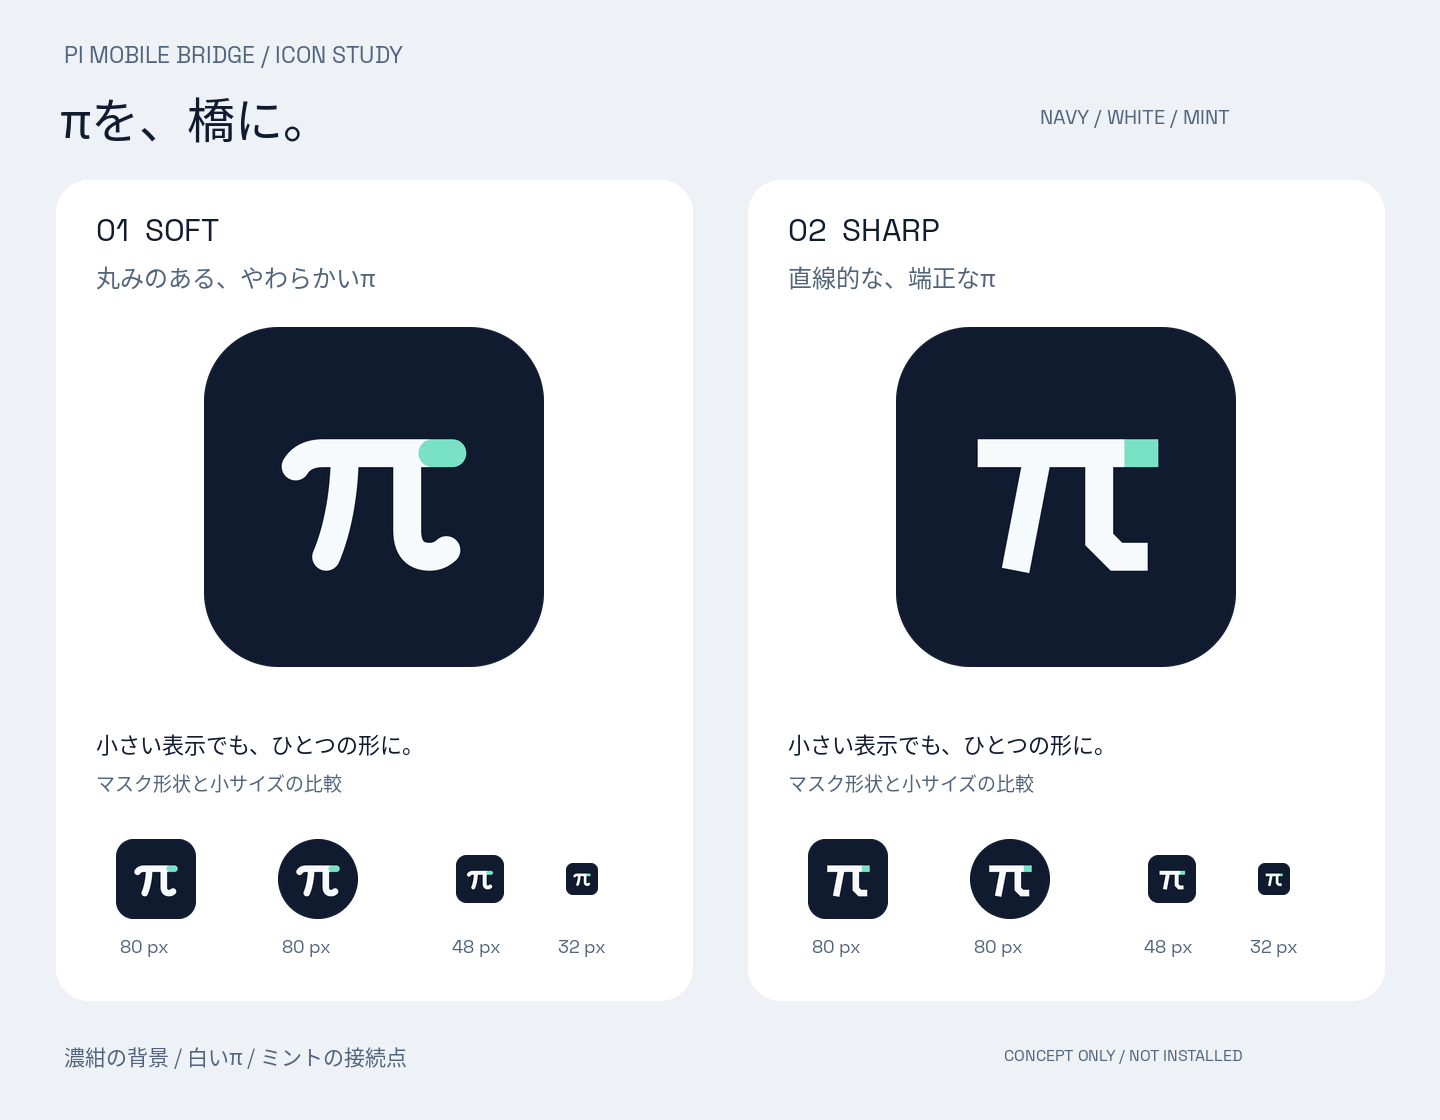 PI MOBILE BRIDGE / ICON STUDY
πを、橋に。
NAVY / WHITE / MINT
01 SOFT
丸みのある、やわらかいπ
π
小さい表示でも、ひとつの形に。
マスク形状と小サイズの比較
π π π π
80 px 80 px 48 px 32 px
02 SHARP
直線的な、端正なπ
π
小さい表示でも、ひとつの形に。
マスク形状と小サイズの比較
π π π π
80 px 80 px 48 px 32 px
濃紺の背景 / 白いπ / ミントの接続点
CONCEPT ONLY / NOT INSTALLED